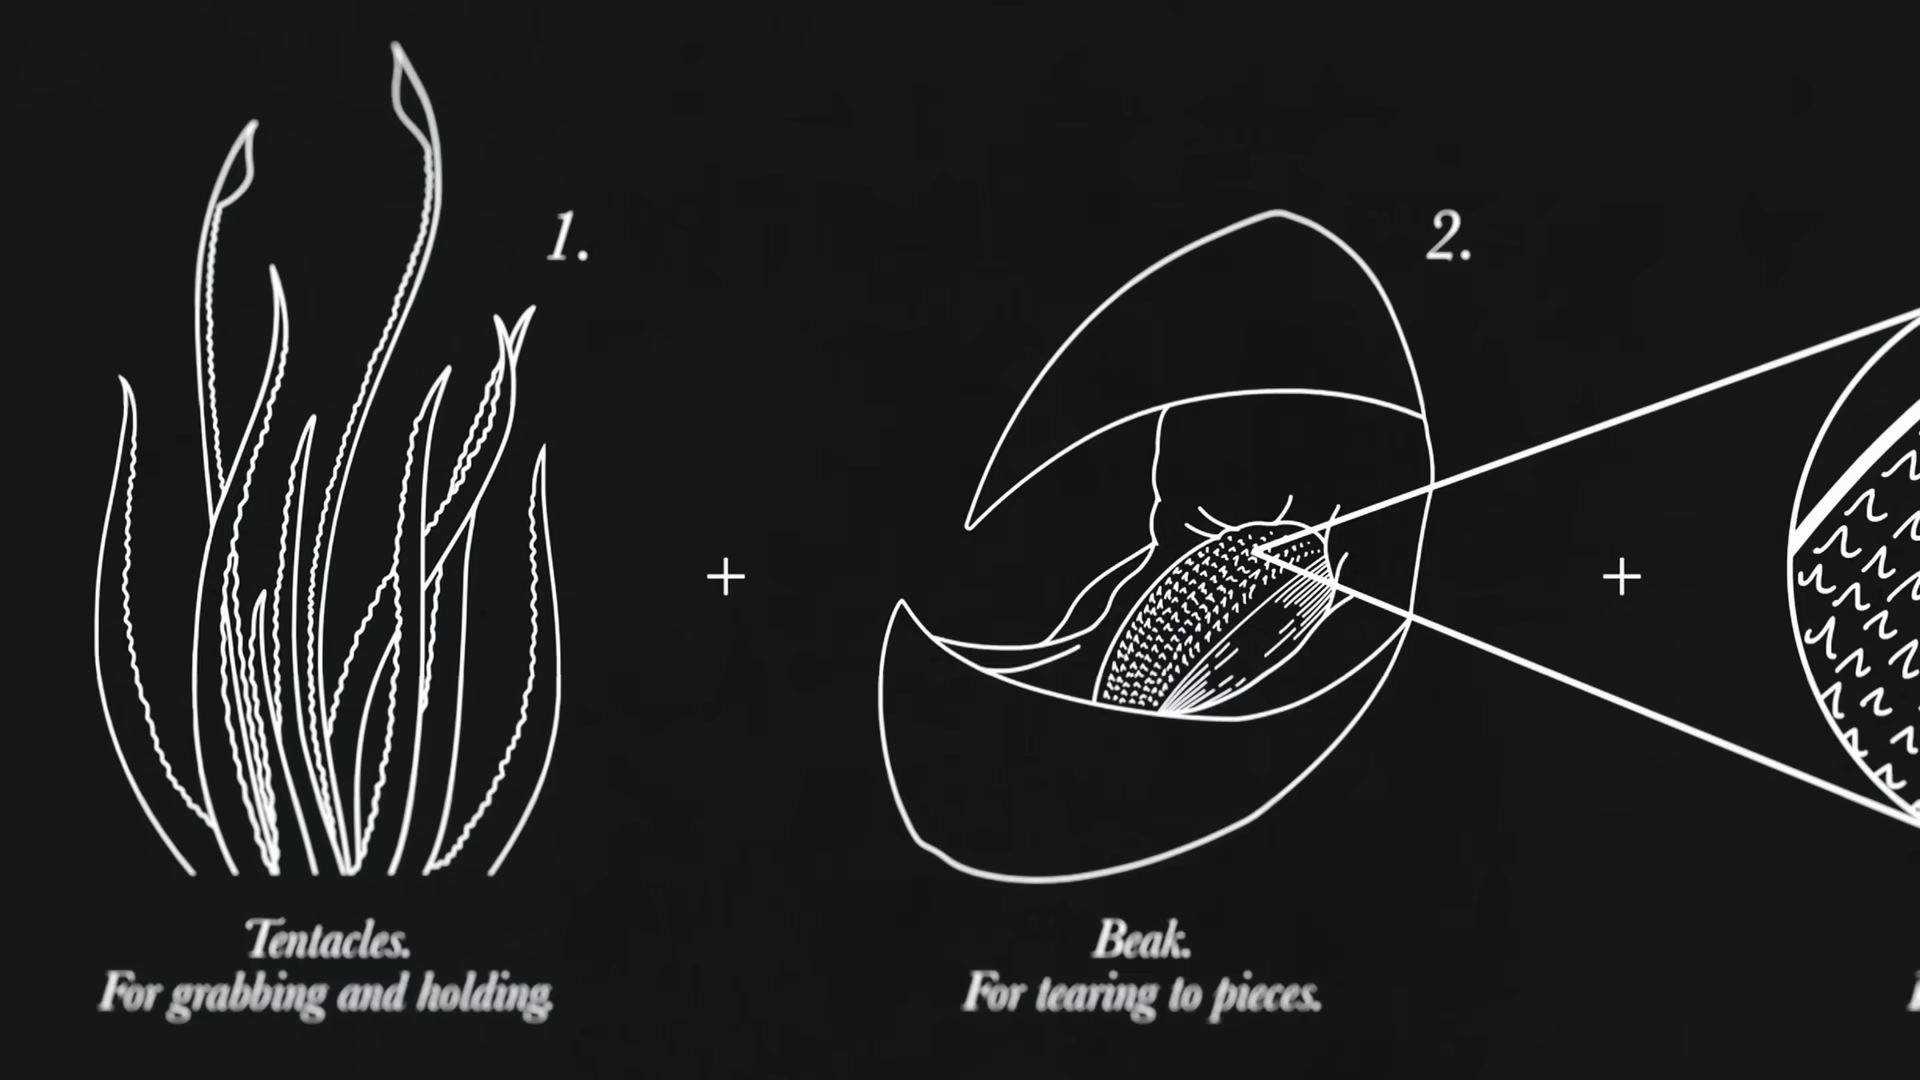 1.
2.
+
+
Tentacles.
For grabbing and holding.
Beak.
For tearing to pieces.